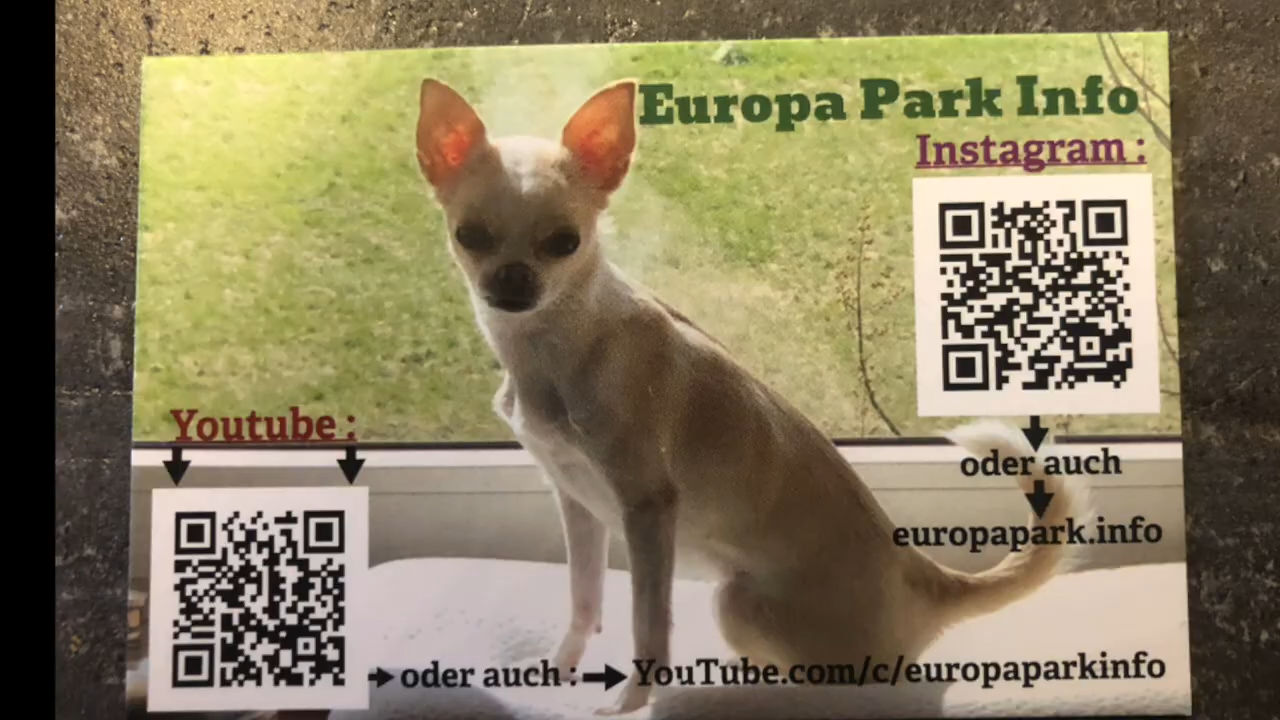 Europa Park Info
Instagram :
oder auch
europapark.info
Youtube :
oder auch : YouTube.com/c/europaparkinfo